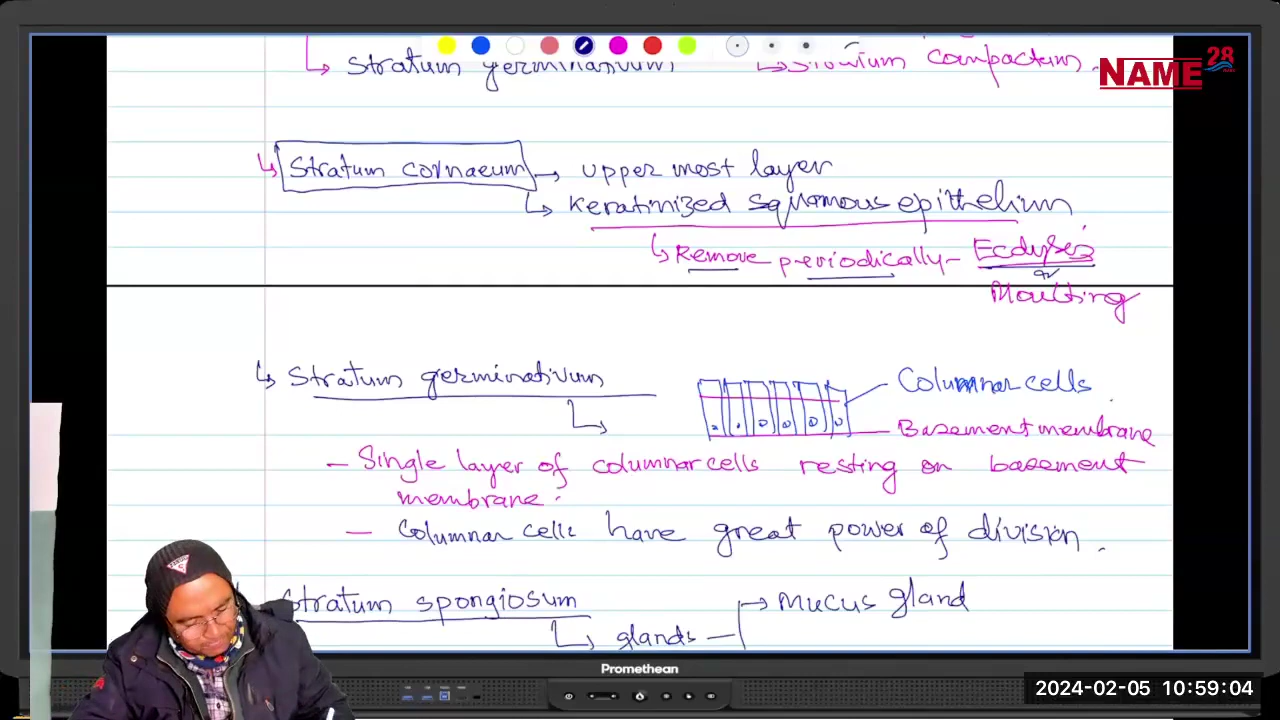 ↳ Stratum germinativum ↳ Stratum compactum.
NAME 28
↳ Stratum cornaeum → upper most layer
↳ Keratinized squamous epithelium
↳ Remove periodically - Ecdysis
or
Moulting
↳ Stratum germinativum
Columnar cells
Basement membrane
- Single layer of columnar cells resting on basement
membrane.
- Columnar cells have great power of division.
Stratum spongiosum → Mucus gland
↳ glands
Promethean
2024-02-05 10:59:04